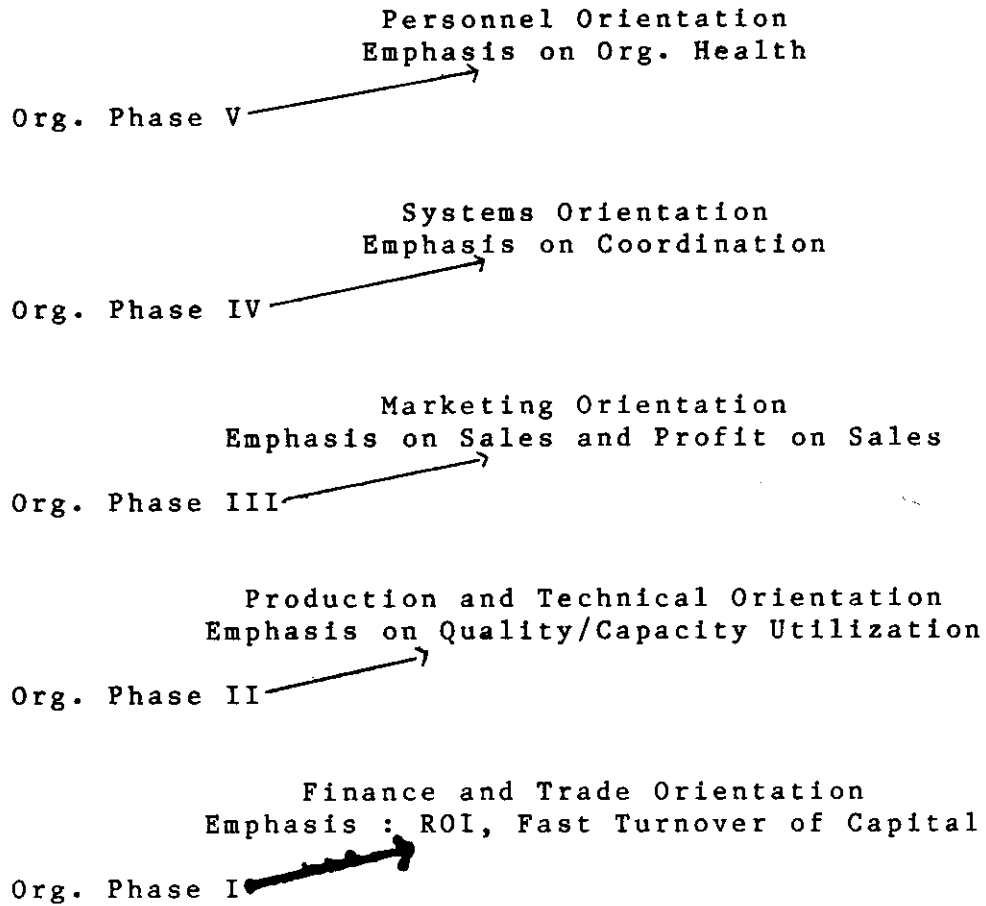 Personnel Orientation
Emphasis on Org. Health
Org. Phase V
Systems Orientation
Emphasis on Coordination
Org. Phase IV
Marketing Orientation
Emphasis on Sales and Profit on Sales
Org. Phase III
Production and Technical Orientation
Emphasis on Quality/Capacity Utilization
Org. Phase II
Finance and Trade Orientation
Emphasis : ROI, Fast Turnover of Capital
Org. Phase I